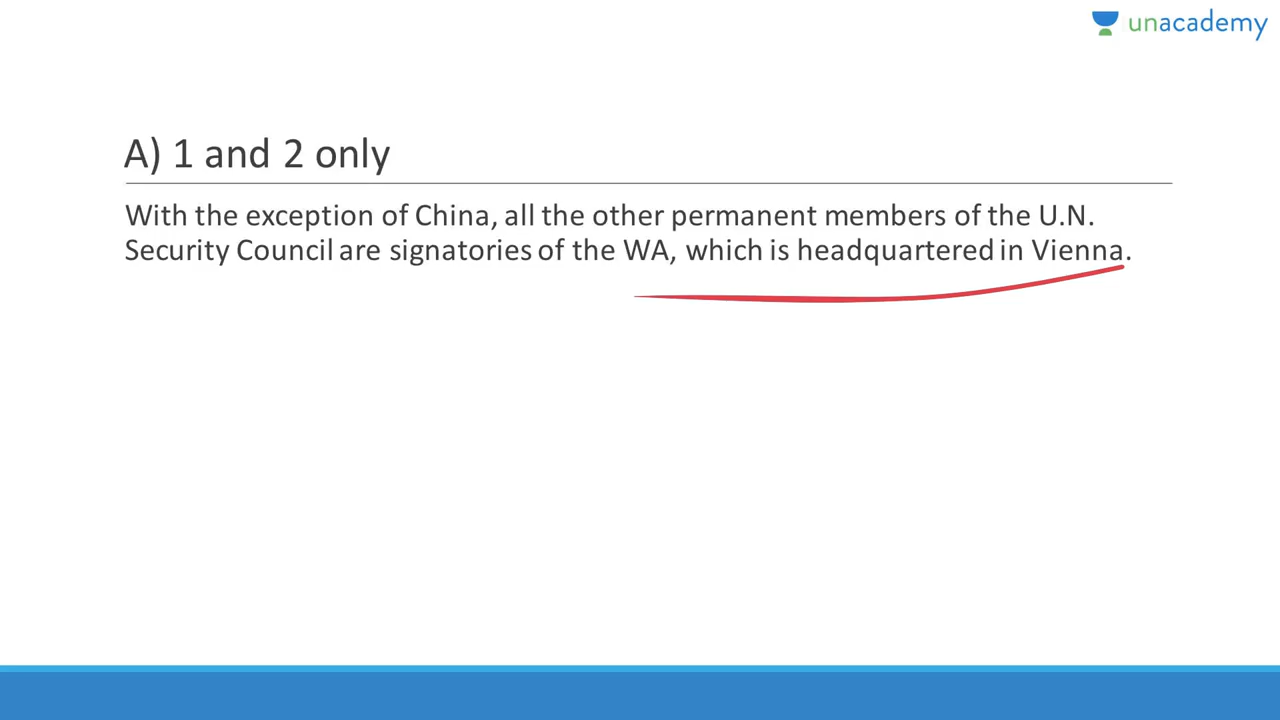 unacademy
A) 1 and 2 only
With the exception of China, all the other permanent members of the U.N.
Security Council are signatories of the WA, which is headquartered in Vienna.